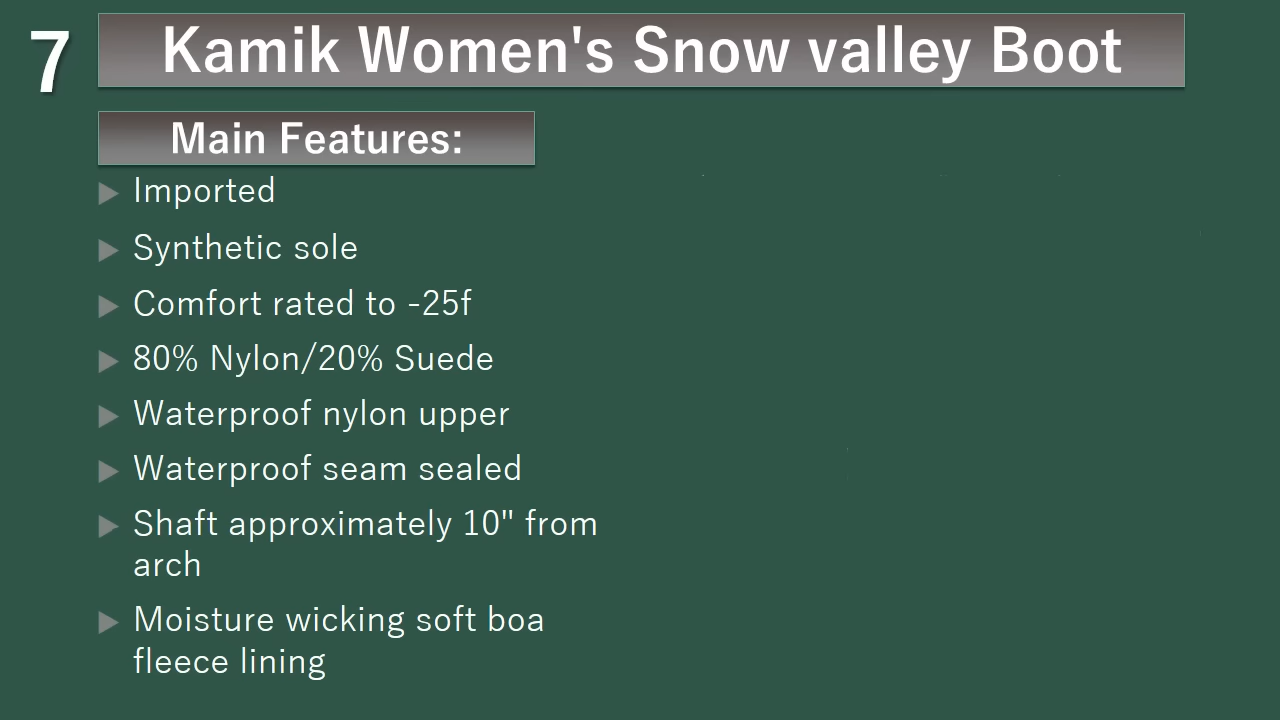 7
Kamik Women's Snow valley Boot
Main Features:
Imported
Synthetic sole
Comfort rated to -25f
80% Nylon/20% Suede
Waterproof nylon upper
Waterproof seam sealed
Shaft approximately 10" from
arch
Moisture wicking soft boa
fleece lining